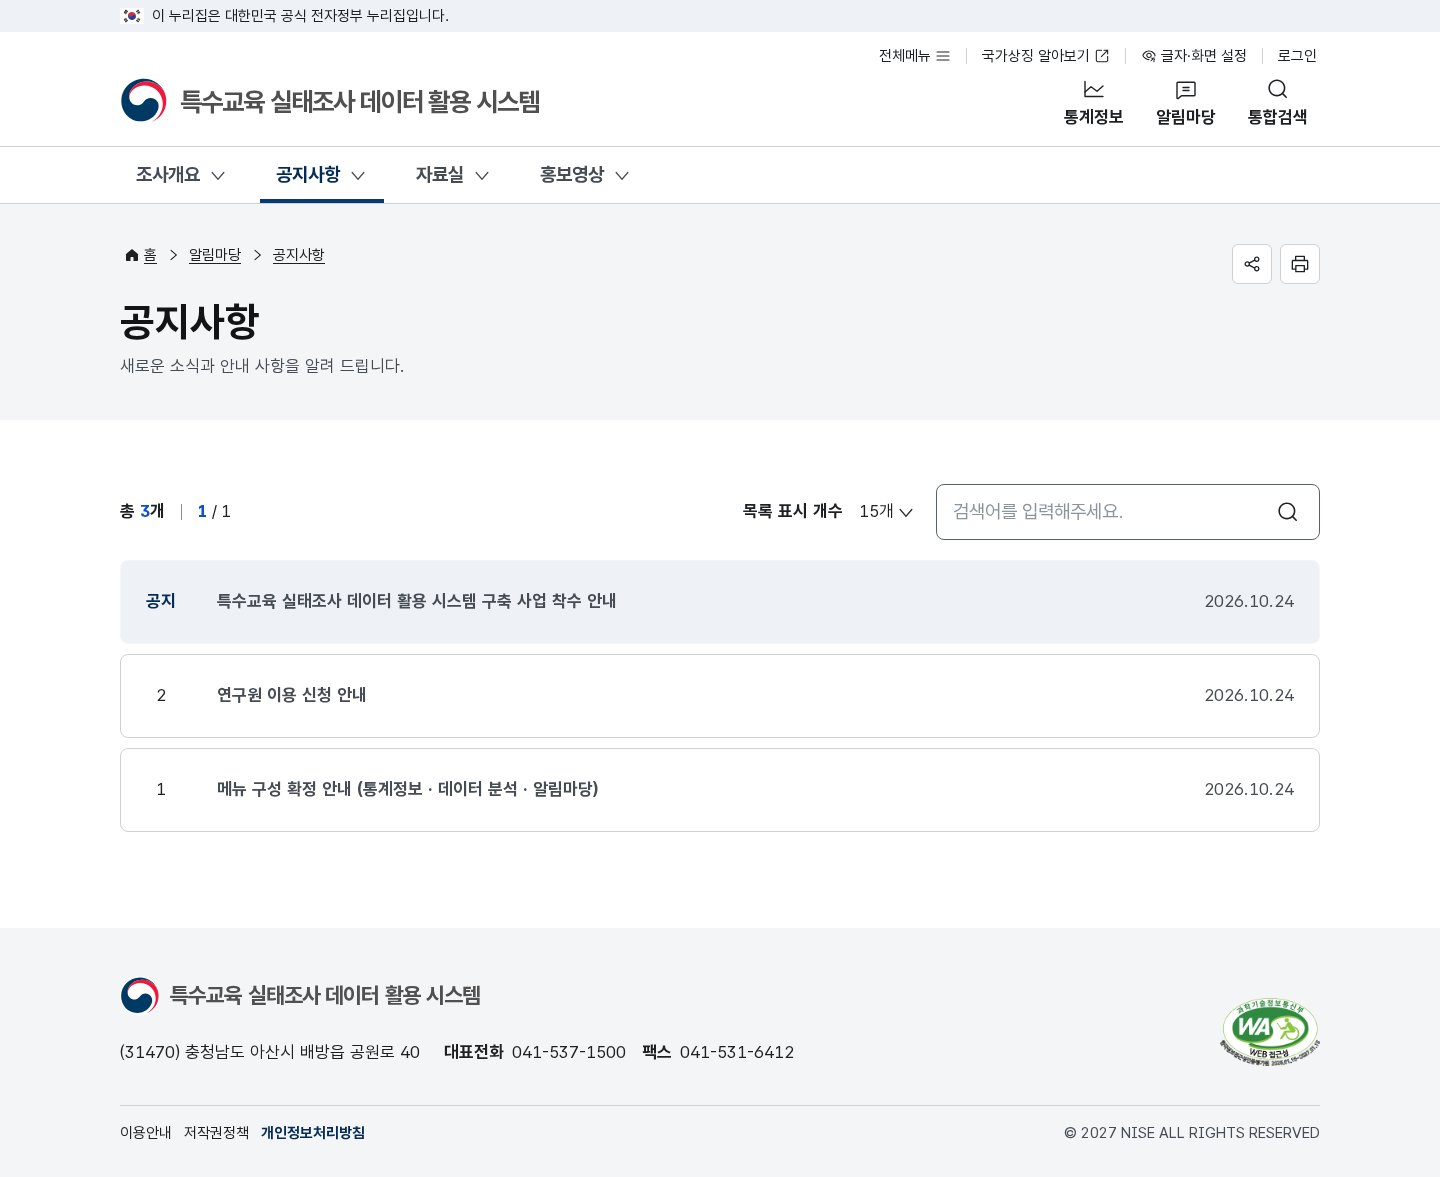 이 누리집은 대한민국 공식 전자정부 누리집입니다.
전체메뉴 국가상징 알아보기 글자·화면 설정 로그인
특수교육 실태조사 데이터 활용 시스템
통계정보 알림마당 통합검색
조사개요 공지사항 자료실 홍보영상
홈 알림마당 공지사항
공지사항
새로운 소식과 안내 사항을 알려 드립니다.
총 3개 1 / 1 목록 표시 개수 15개 검색어를 입력해주세요.
공지 특수교육 실태조사 데이터 활용 시스템 구축 사업 착수 안내 2026.10.24
2 연구원 이용 신청 안내 2026.10.24
1 메뉴 구성 확정 안내 (통계정보 · 데이터 분석 · 알림마당) 2026.10.24
특수교육 실태조사 데이터 활용 시스템
과학기술정보통신부
WA
WEB 접근성
(31470) 충청남도 아산시 배방읍 공원로 40 대표전화 041-537-1500 팩스 041-531-6412
이용안내 저작권정책 개인정보처리방침 © 2027 NISE ALL RIGHTS RESERVED